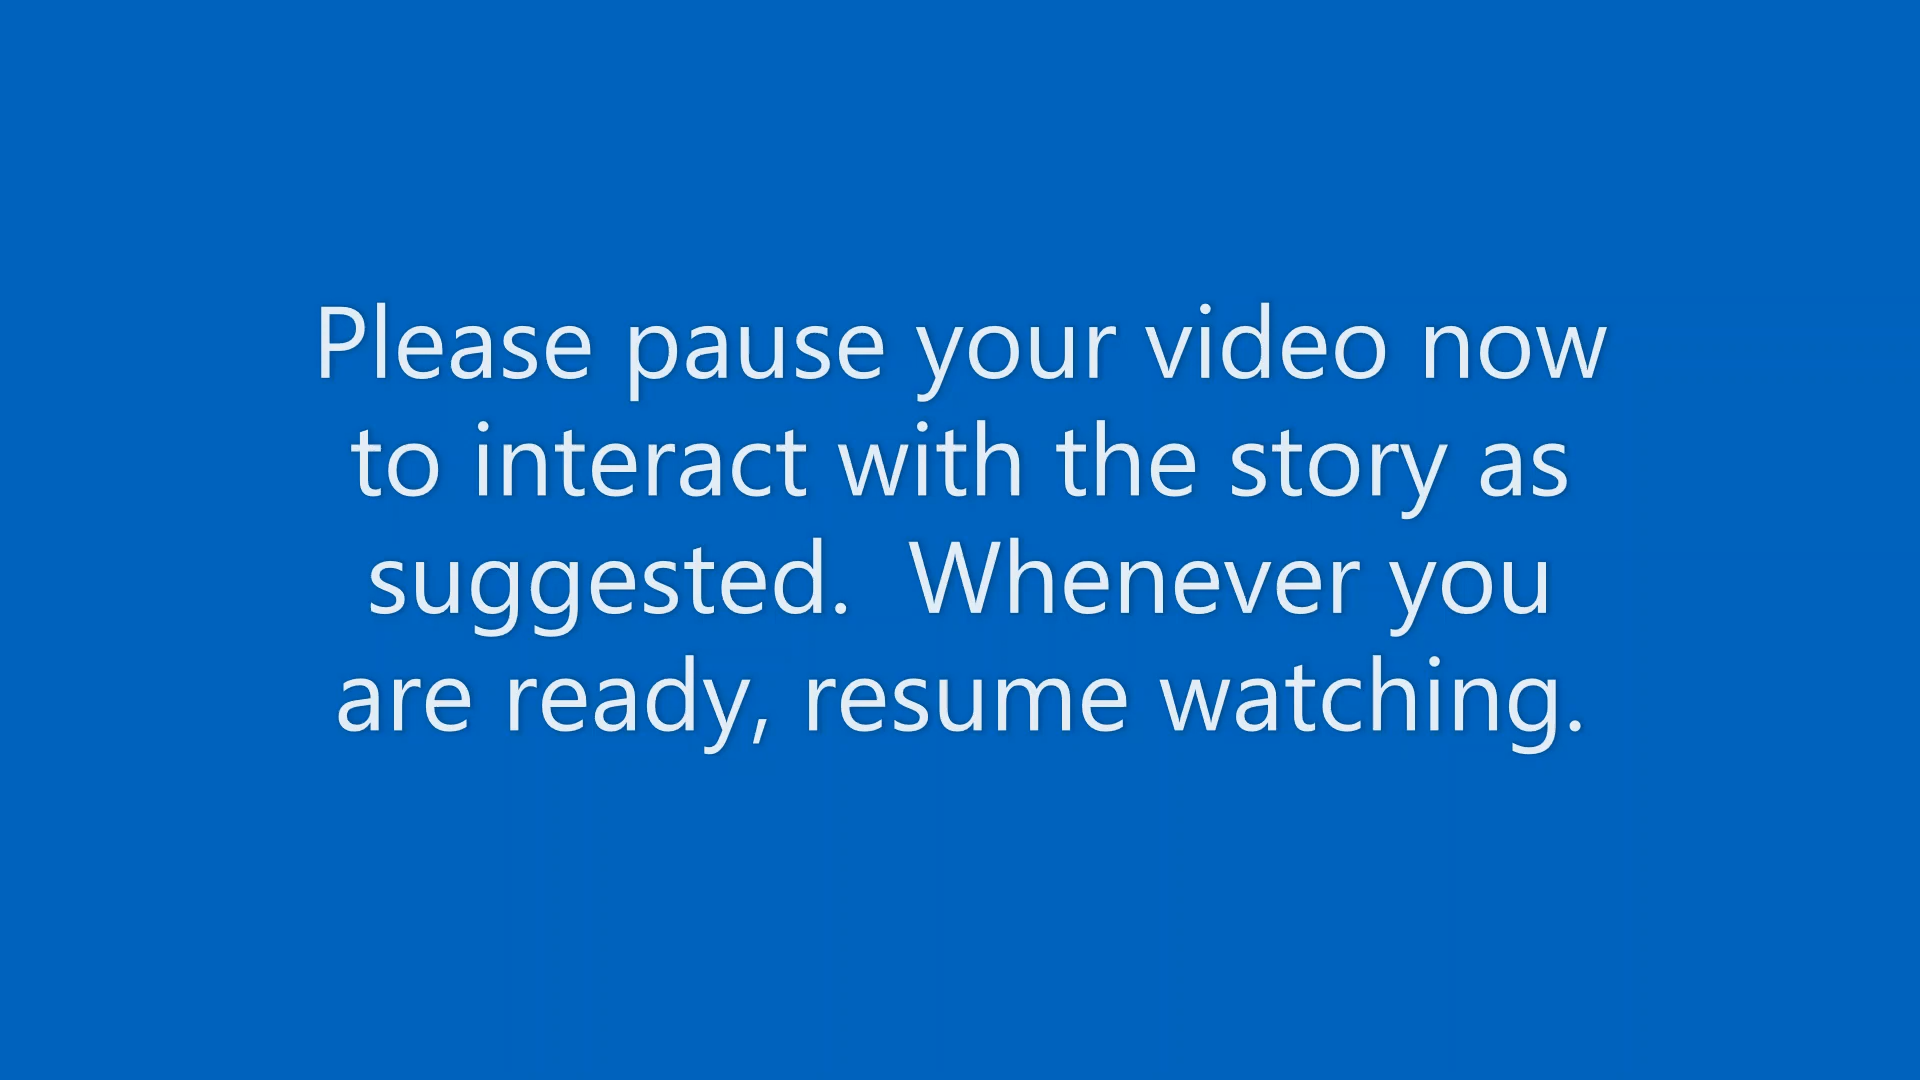 Please pause your video now
to interact with the story as
suggested.  Whenever you
are ready, resume watching.